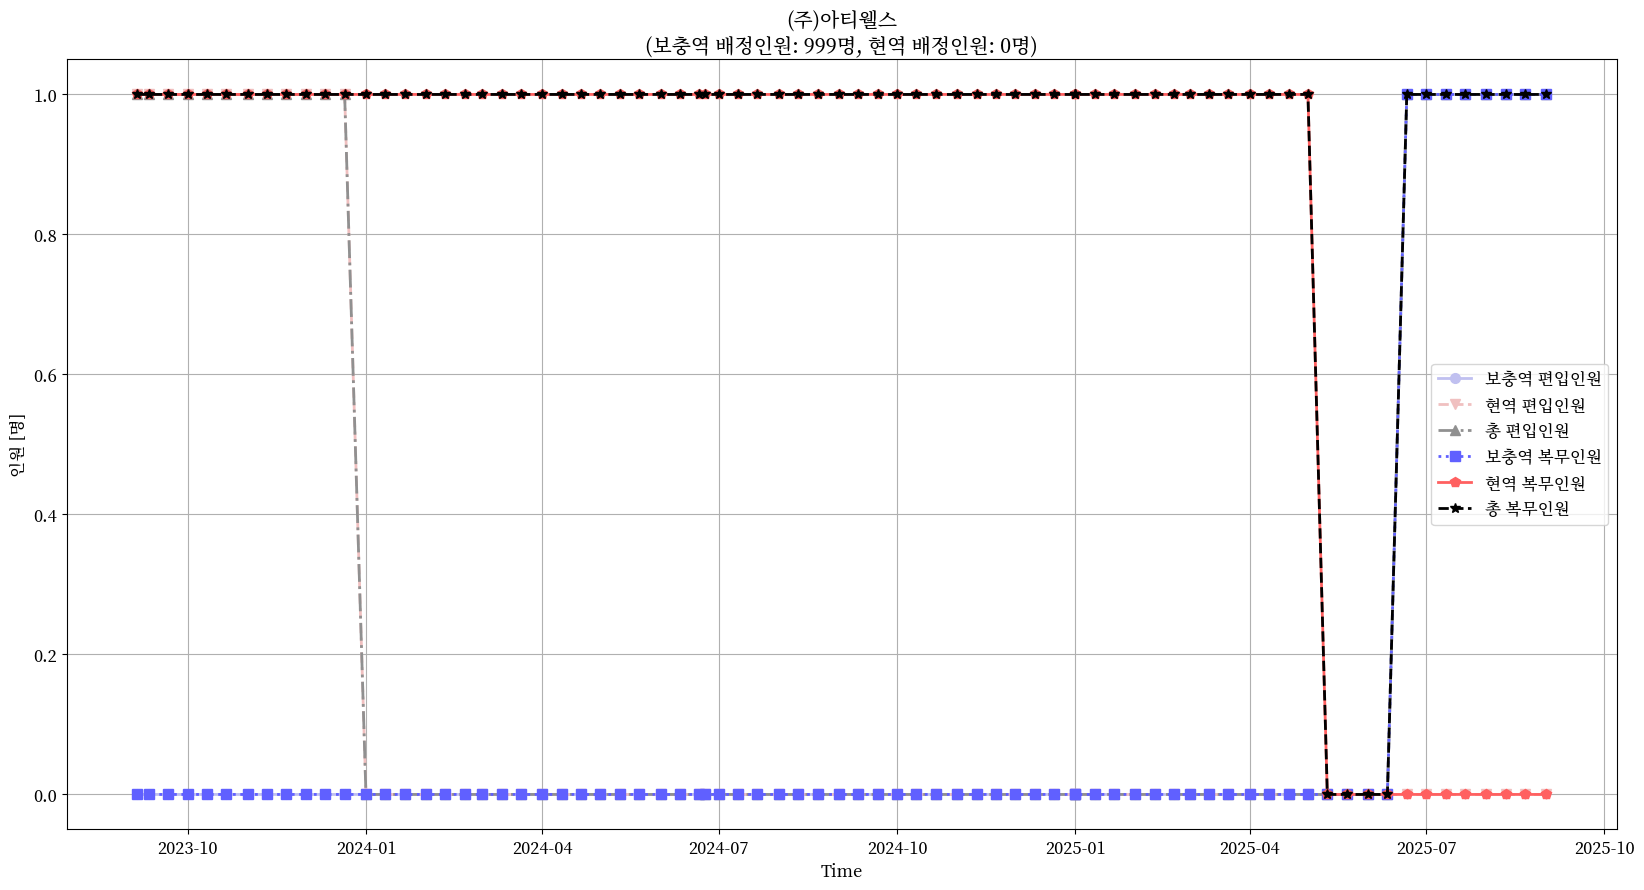 (주)아티웰스
(보충역 배정인원: 999명, 현역 배정인원: 0명)
인원 [명]
1.0
0.8
0.6
0.4
0.2
0.0
보충역 편입인원
현역 편입인원
총 편입인원
보충역 복무인원
현역 복무인원
총 복무인원
2023-10
2024-01
2024-04
2024-07
2024-10
2025-01
2025-04
2025-07
2025-10
Time